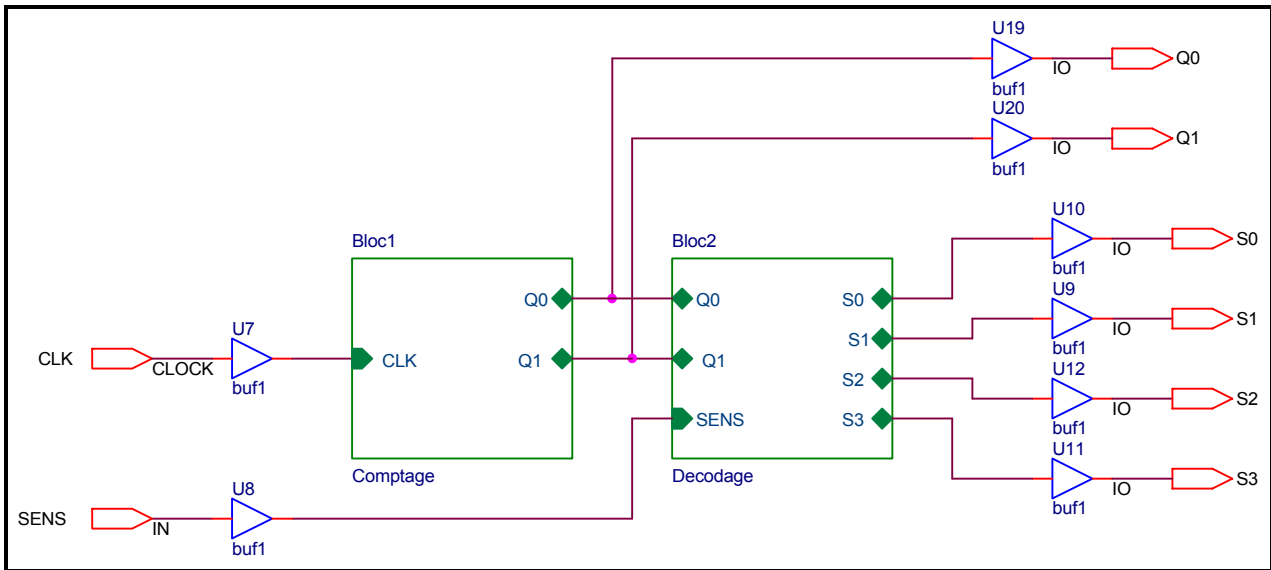 U19
IO
Q0
buf1
U20
IO
Q1
buf1
U10
IO
S0
buf1
Bloc1
Bloc2
Q0
Q0
S0
U9
IO
S1
buf1
U7
CLK
CLOCK
buf1
CLK
Q1
Q1
S1
S2
U12
IO
S2
buf1
SENS
S3
U11
IO
S3
buf1
Comptage
Decodage
U8
SENS
IN
buf1